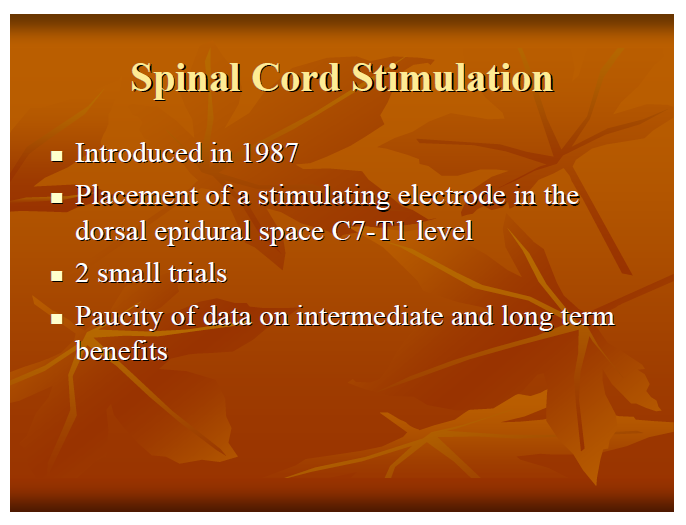 Spinal Cord Stimulation
Introduced in 1987
Placement of a stimulating electrode in the
dorsal epidural space C7-T1 level
2 small trials
Paucity of data on intermediate and long term
benefits